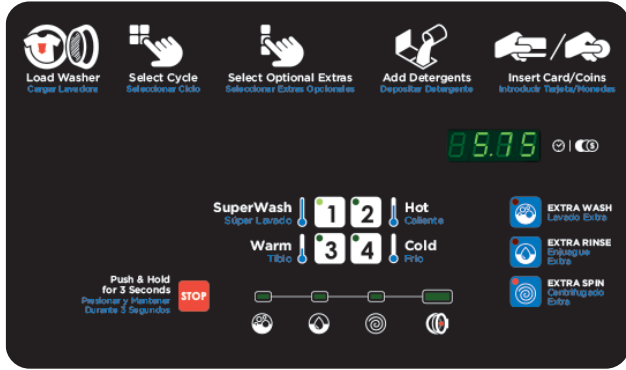 Load Washer
Cargar Lavadora
Select Cycle
Seleccionar Ciclo
Select Optional Extras
Seleccionar Extras Opcionales
Add Detergents
Depositar Detergente
Insert Card/Coins
Introducir Tarjeta/Monedas
5.75
SuperWash
Súper Lavado
1
2
Hot
Caliente
Warm
Tibio
3
4
Cold
Frio
EXTRA WASH
Lavado Extra
EXTRA RINSE
Enjuague
Extra
EXTRA SPIN
Centrifugado
Extra
Push & Hold
for 3 Seconds
Presionar y Mantener
Durante 3 Segundos
STOP